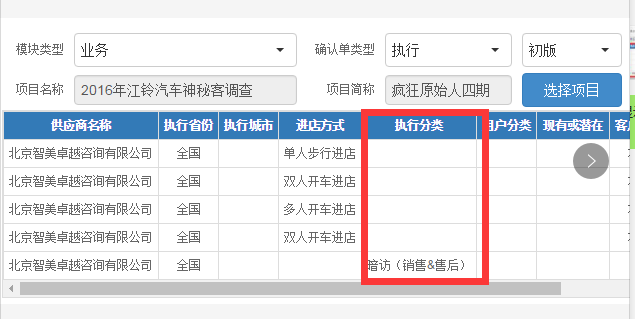 模块类型 业务 确认单类型 执行 初版
项目名称 2016年江铃汽车神秘客调查 项目简称 疯狂原始人四期 选择项目
供应商名称 执行省份 执行城市 进店方式 执行分类 用户分类 现有或潜在
北京智美卓越咨询有限公司 全国 单人步行进店
北京智美卓越咨询有限公司 全国 双人开车进店
北京智美卓越咨询有限公司 全国 多人开车进店
北京智美卓越咨询有限公司 全国 双人开车进店
北京智美卓越咨询有限公司 全国 暗访（销售&售后）